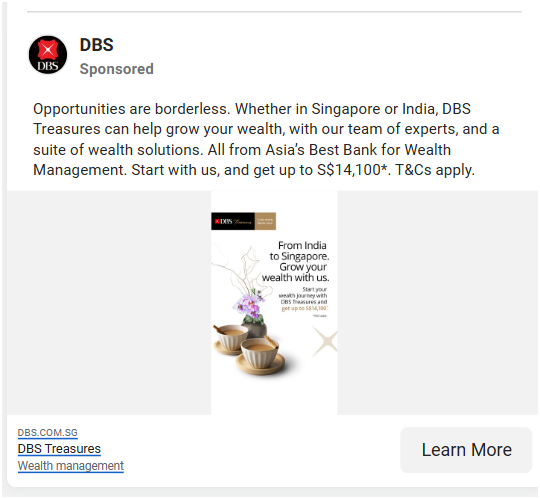 DBS
DBS
Sponsored
Opportunities are borderless. Whether in Singapore or India, DBS
Treasures can help grow your wealth, with our team of experts, and a
suite of wealth solutions. All from Asia’s Best Bank for Wealth
Management. Start with us, and get up to S$14,100*. T&Cs apply.
DBS Treasures
From India
to Singapore.
Grow your
wealth with us.
Start your
wealth journey with
DBS Treasures and
get up to S$14,100*.
DBS.COM.SG
DBS Treasures
Wealth management
Learn More